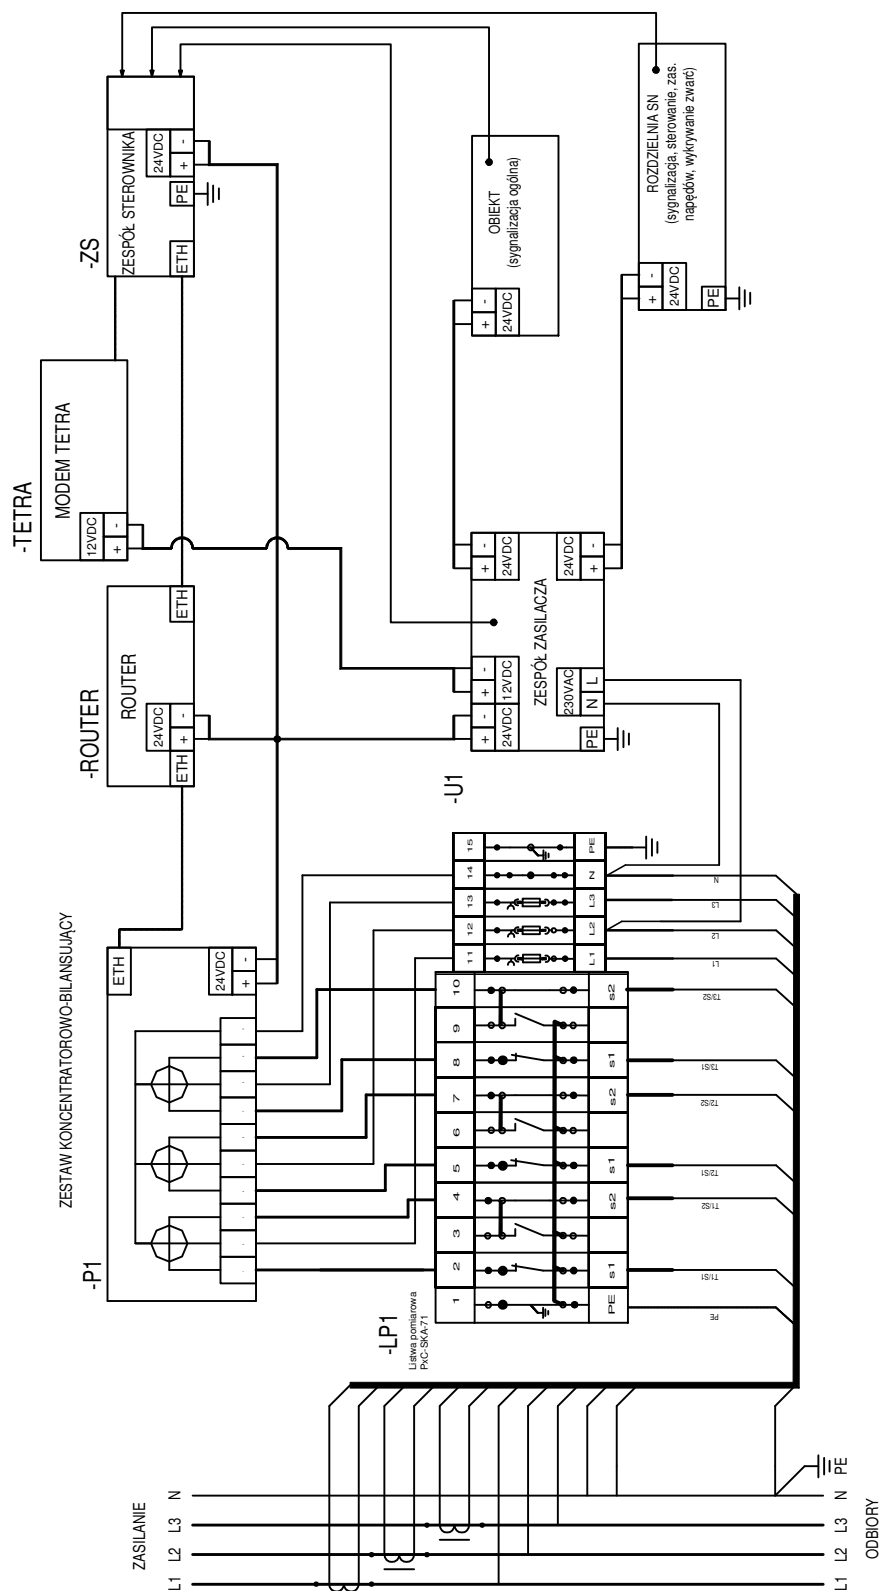 -ZS
ZESPÓŁ STEROWNIKA
24VDC
- +
PE
ETH
-TETRA
MODEM TETRA
12VDC
+ -
-ROUTER
ROUTER
ETH
24VDC
+ -
ETH
OBIEKT
(sygnalizacja ogólna)
+ -
24VDC
ROZDZIELNIA SN
(sygnalizacja, sterowanie, zas.
napędów, wykrywanie zwarć)
+ -
24VDC
PE
-U1
ZESPÓŁ ZASILACZA
+ -
24VDC
+ -
12VDC
+ -
24VDC
24VDC
+ -
230VAC
N L
PE
-P1
ZESTAW KONCENTRATOROWO-BILANSUJĄCY
ETH
24VDC
+ -
-LP1
Listwa pomiarowa
PxC-SKA-71
1 2 3 4 5 6 7 8 9 10 11 12 13 14 15
PE s1 s2 s1 s2 s1 s2 L1 L2 L3 Z PE
PE
T1/S1
T1/S2
T2/S1
T2/S2
T3/S1
T3/S2
L1
L2
L3
N
ZASILANIE
L1 L2 L3 N
L1 L2 L3 N PE
ODBIORY